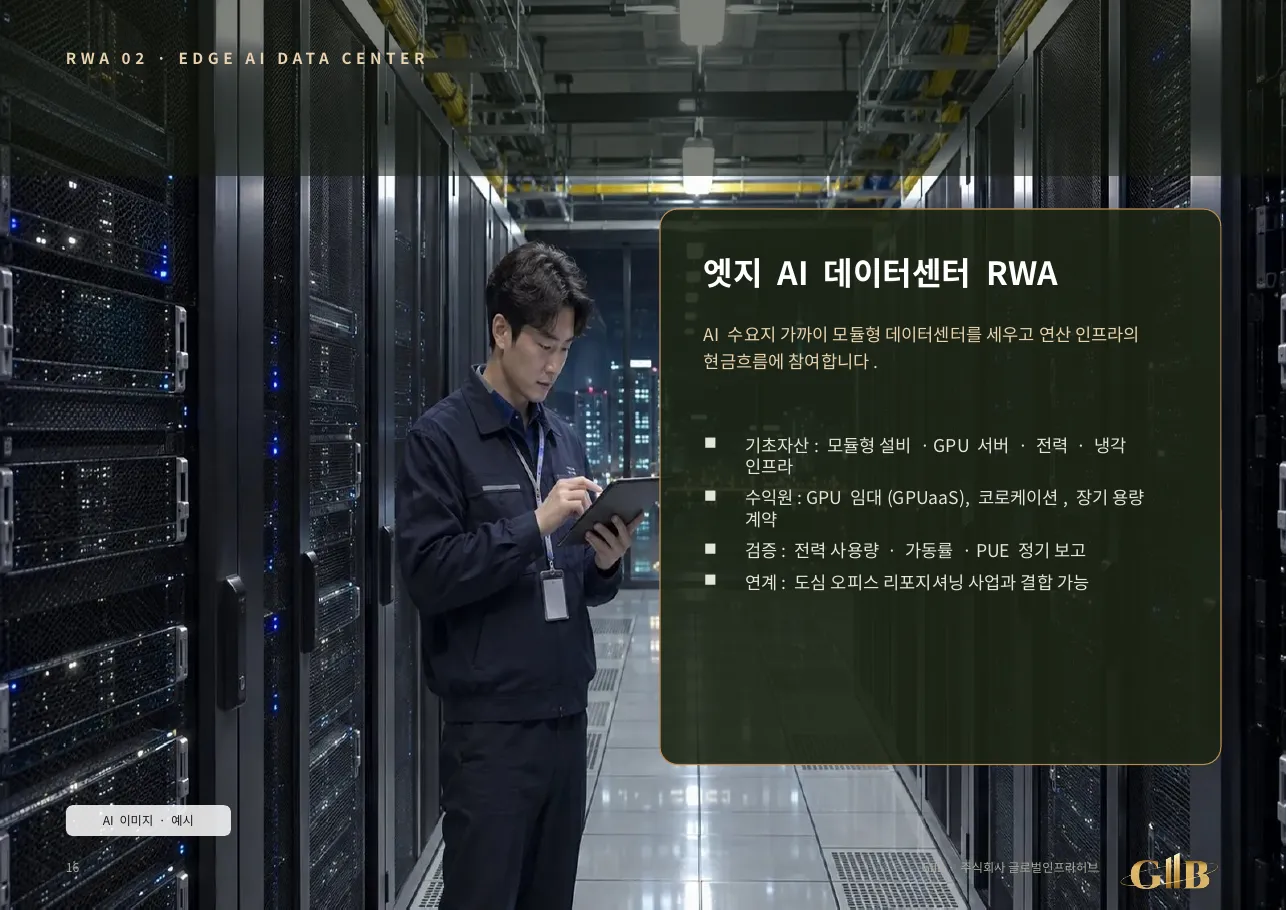 RWA 02 · EDGE AI DATA CENTER
엣지 AI 데이터센터 RWA
AI 수요지 가까이 모듈형 데이터센터를 세우고 연산 인프라의
현금흐름에 참여합니다.
■ 기초자산 : 모듈형 설비 · GPU 서버 · 전력 · 냉각
인프라
■ 수익원 : GPU 임대 (GPUaaS), 코로케이션 , 장기 용량
계약
■ 검증 : 전력 사용량 · 가동률 · PUE 정기 보고
■ 연계 : 도심 오피스 리포지셔닝 사업과 결합 가능
AI 이미지 · 예시
16
주식회사 글로벌인프라허브